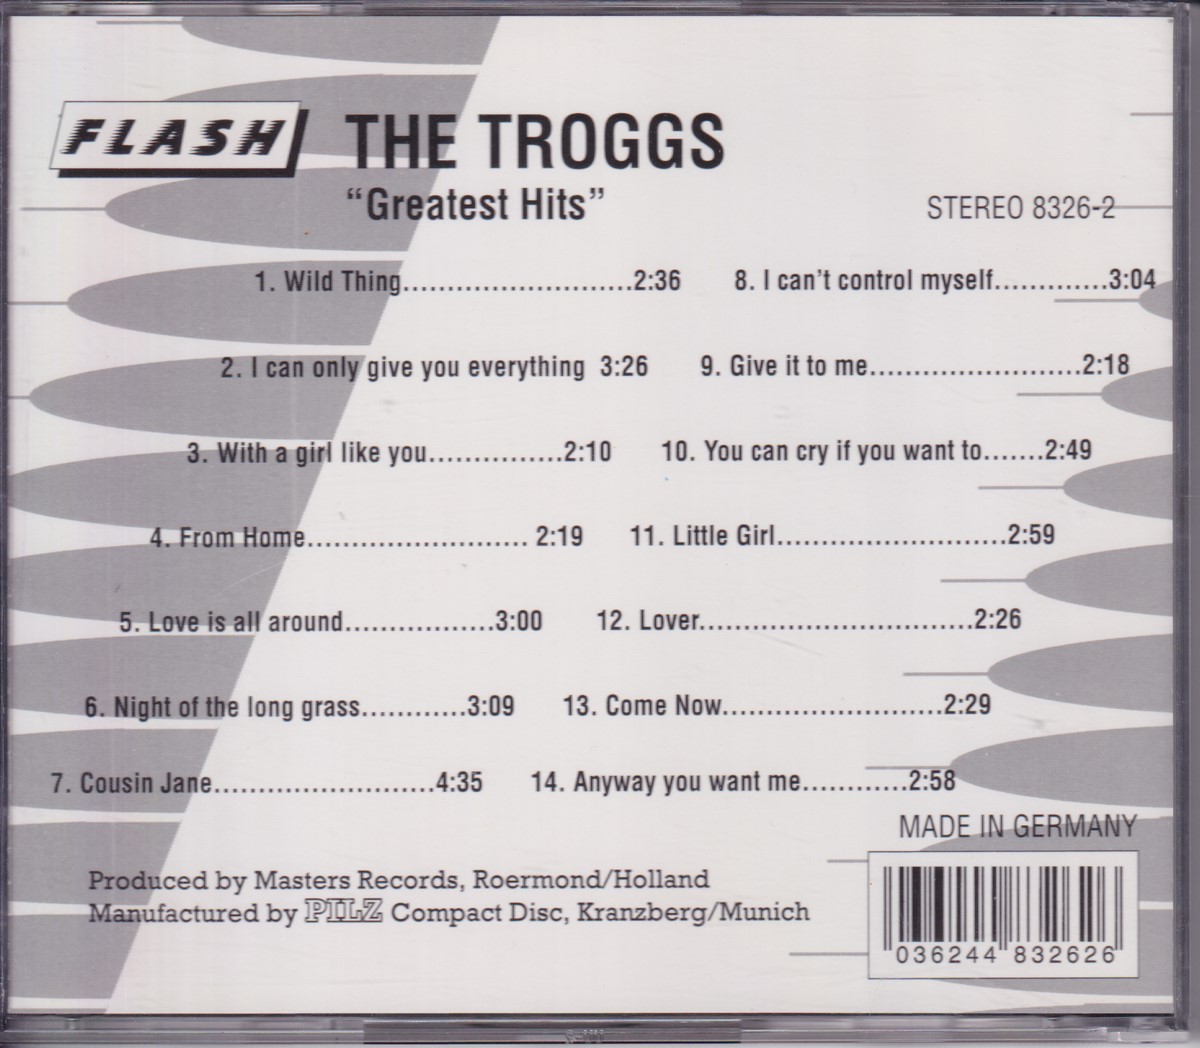 FLASH
THE TROGGS
“Greatest Hits”
STEREO 8326-2
1. Wild Thing..........................2:36
2. I can only give you everything 3:26
3. With a girl like you...............2:10
4. From Home......................... 2:19
5. Love is all around.................3:00
6. Night of the long grass............3:09
7. Cousin Jane.........................4:35
8. I can't control myself.............3:04
9. Give it to me........................2:18
10. You can cry if you want to.......2:49
11. Little Girl..........................2:59
12. Lover...............................2:26
13. Come Now.........................2:29
14. Anyway you want me............2:58
MADE IN GERMANY
Produced by Masters Records, Roermond/Holland
Manufactured by PILZ Compact Disc, Kranzberg/Munich
036244 832626